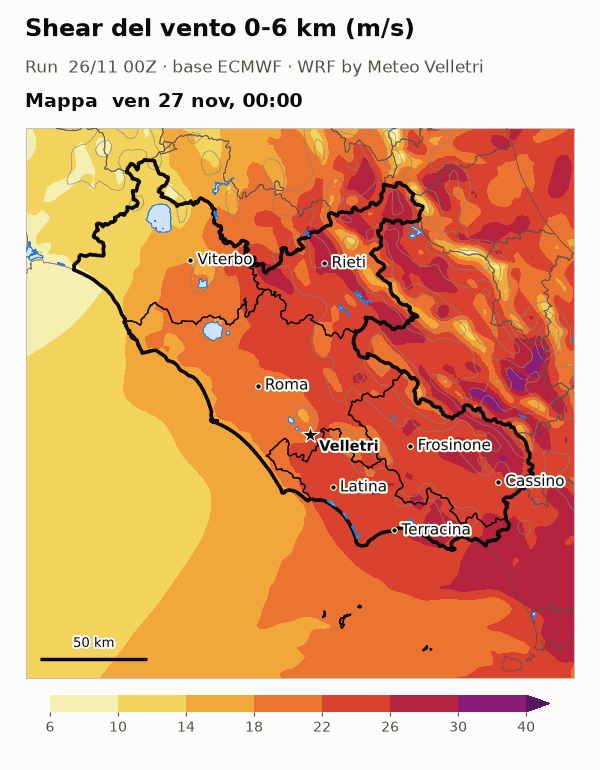 Shear del vento 0-6 km (m/s)
Run  26/11 00Z · base ECMWF · WRF by Meteo Velletri
Mappa  ven 27 nov, 00:00
Viterbo
Rieti
Roma
Velletri
Frosinone
Latina
Cassino
Terracina
50 km
6 10 14 18 22 26 30 40